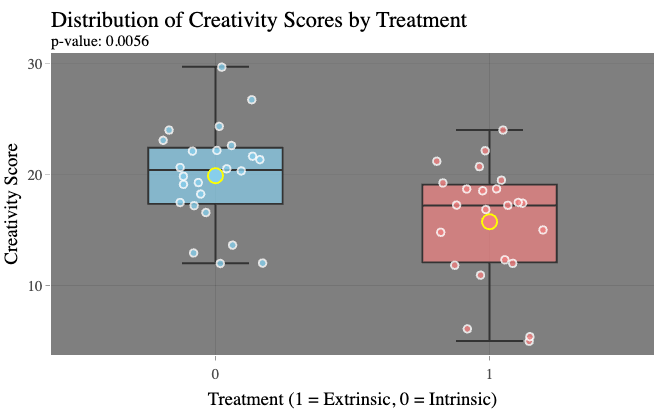 Distribution of Creativity Scores by Treatment
p-value: 0.0056
30
20
10
Creativity Score
0
1
Treatment (1 = Extrinsic, 0 = Intrinsic)